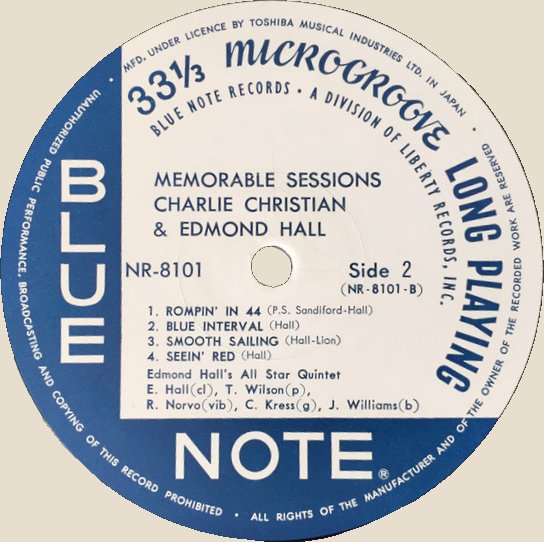 • MFD. UNDER LICENCE BY TOSHIBA MUSICAL INDUSTRIES LTD. IN JAPAN •
33⅓ MICROGROOVE LONG PLAYING
BLUE NOTE RECORDS • A DIVISION OF LIBERTY RECORDS, INC.
MEMORABLE SESSIONS
CHARLIE CHRISTIAN
& EDMOND HALL
NR-8101
Side 2
(NR-8101-B)
1. ROMPIN' IN 44 (P.S. Sandiford-Hall)
2. BLUE INTERVAL (Hall)
3. SMOOTH SAILING (Hall-Lion)
4. SEEIN' RED (Hall)
Edmond Hall's All Star Quintet
E. Hall(cl), T. Wilson(p),
R. Norvo(vib), C. Kress(g), J. Williams(b)
BLUE
NOTE®
UNAUTHORIZED PUBLIC PERFORMANCE, BROADCASTING AND COPYING OF THIS RECORD PROHIBITED • ALL RIGHTS OF THE MANUFACTURER AND OF THE OWNER OF THE RECORDED WORK ARE RESERVED